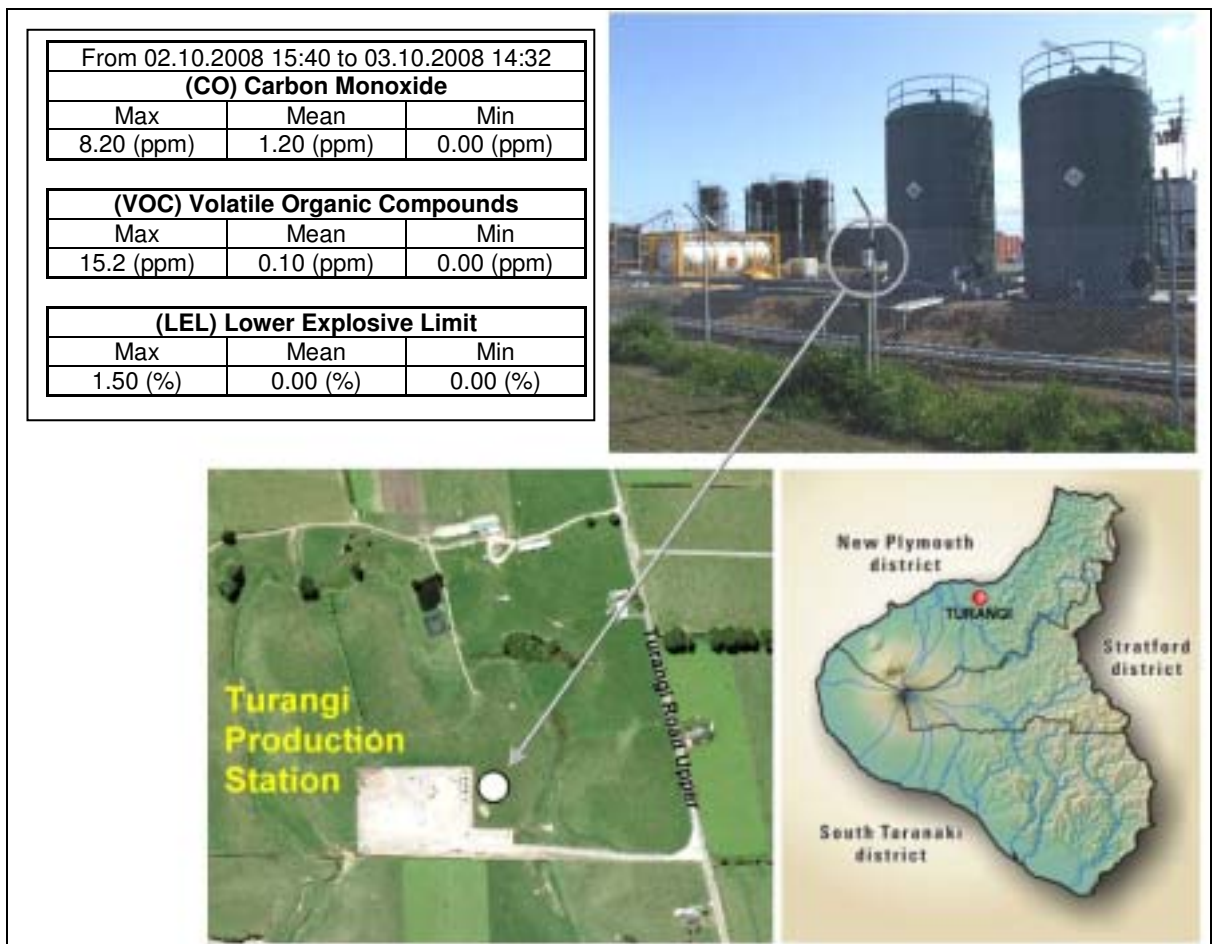 From 02.10.2008 15:40 to 03.10.2008 14:32
(CO) Carbon Monoxide
Max Mean Min
8.20 (ppm) 1.20 (ppm) 0.00 (ppm)
(VOC) Volatile Organic Compounds
Max Mean Min
15.2 (ppm) 0.10 (ppm) 0.00 (ppm)
(LEL) Lower Explosive Limit
Max Mean Min
1.50 (%) 0.00 (%) 0.00 (%)
Turangi Road Upper
Turangi
Production
Station
New Plymouth
district
TURANGI
Stratford
district
South Taranaki
district